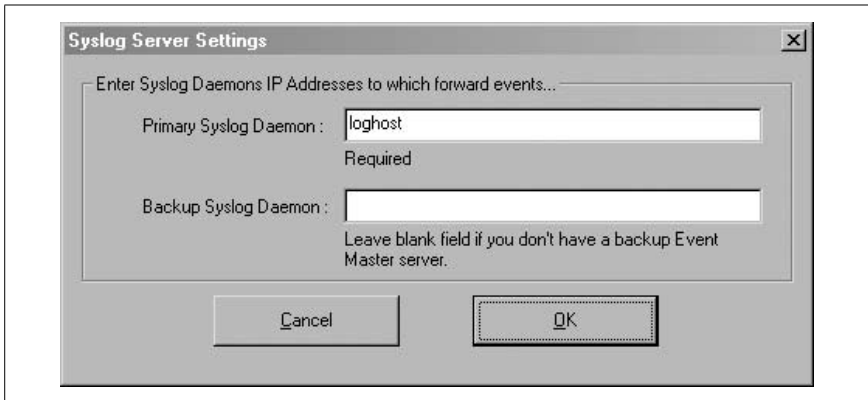 Syslog Server Settings
Enter Syslog Daemons IP Addresses to which forward events...
Primary Syslog Daemon : loghost
Required
Backup Syslog Daemon :
Leave blank field if you don't have a backup Event
Master server.
Cancel OK